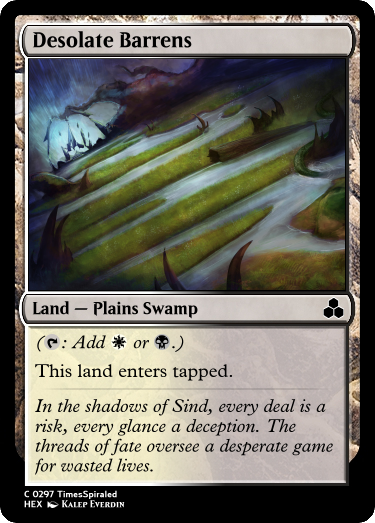 Desolate Barrens
Land — Plains Swamp
(: Add or .)
This land enters tapped.
In the shadows of Sind, every deal is a
risk, every glance a deception. The
threads of fate oversee a desperate game
for wasted lives.
C 0297 TimesSpiraled
HEX Kalep Everdin